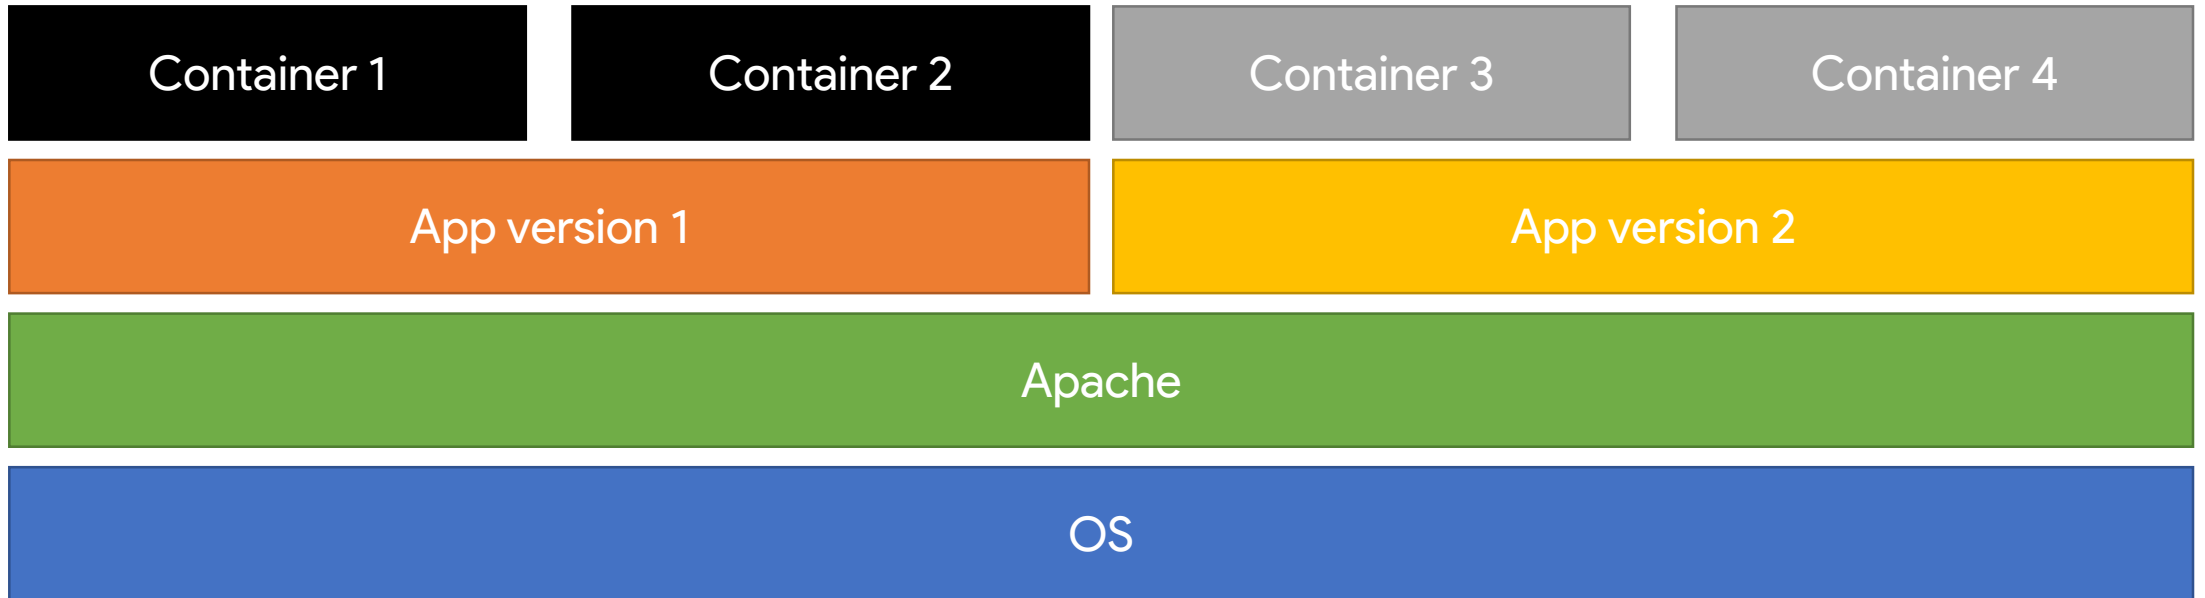 Container 1
Container 2
Container 3
Container 4
App version 1
App version 2
Apache
OS